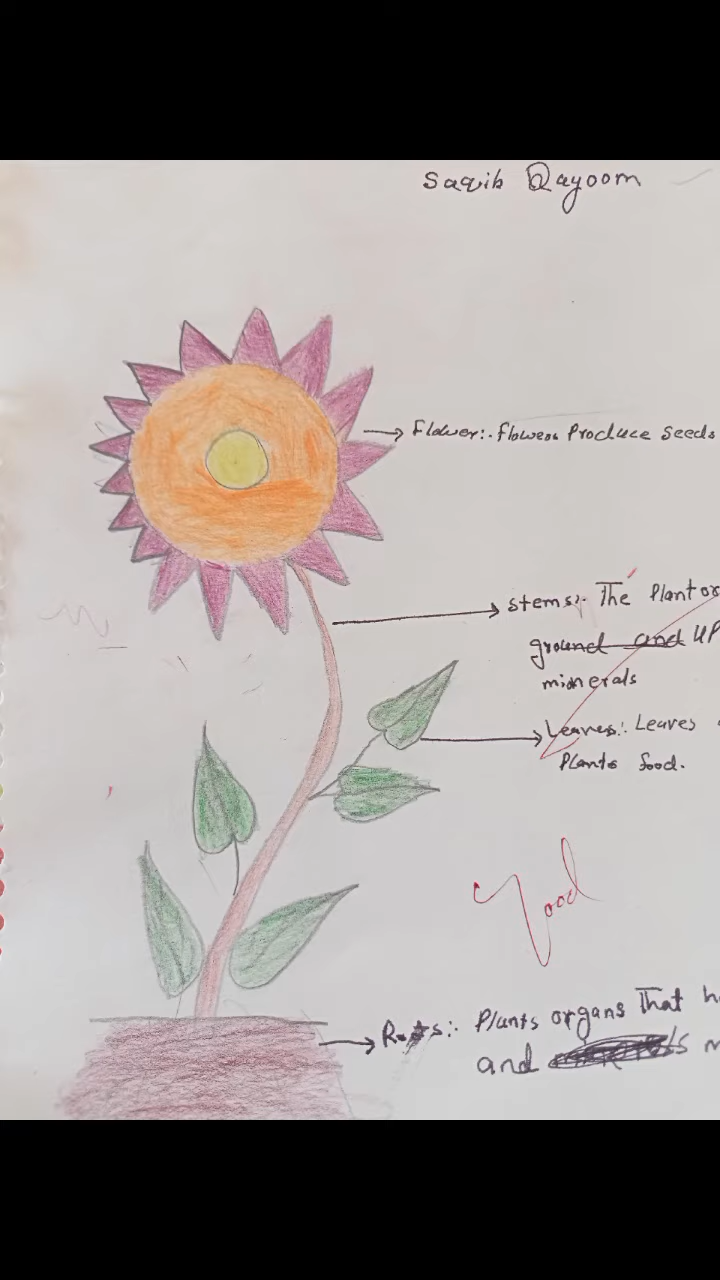 Saqib Qayoom
Flower:- flowers Produce Seeds
Stems:- The Plant or
ground and UP
minerals
Leaves:- Leaves
Plants food.
Good
Roots:- Plants organs That h
and m